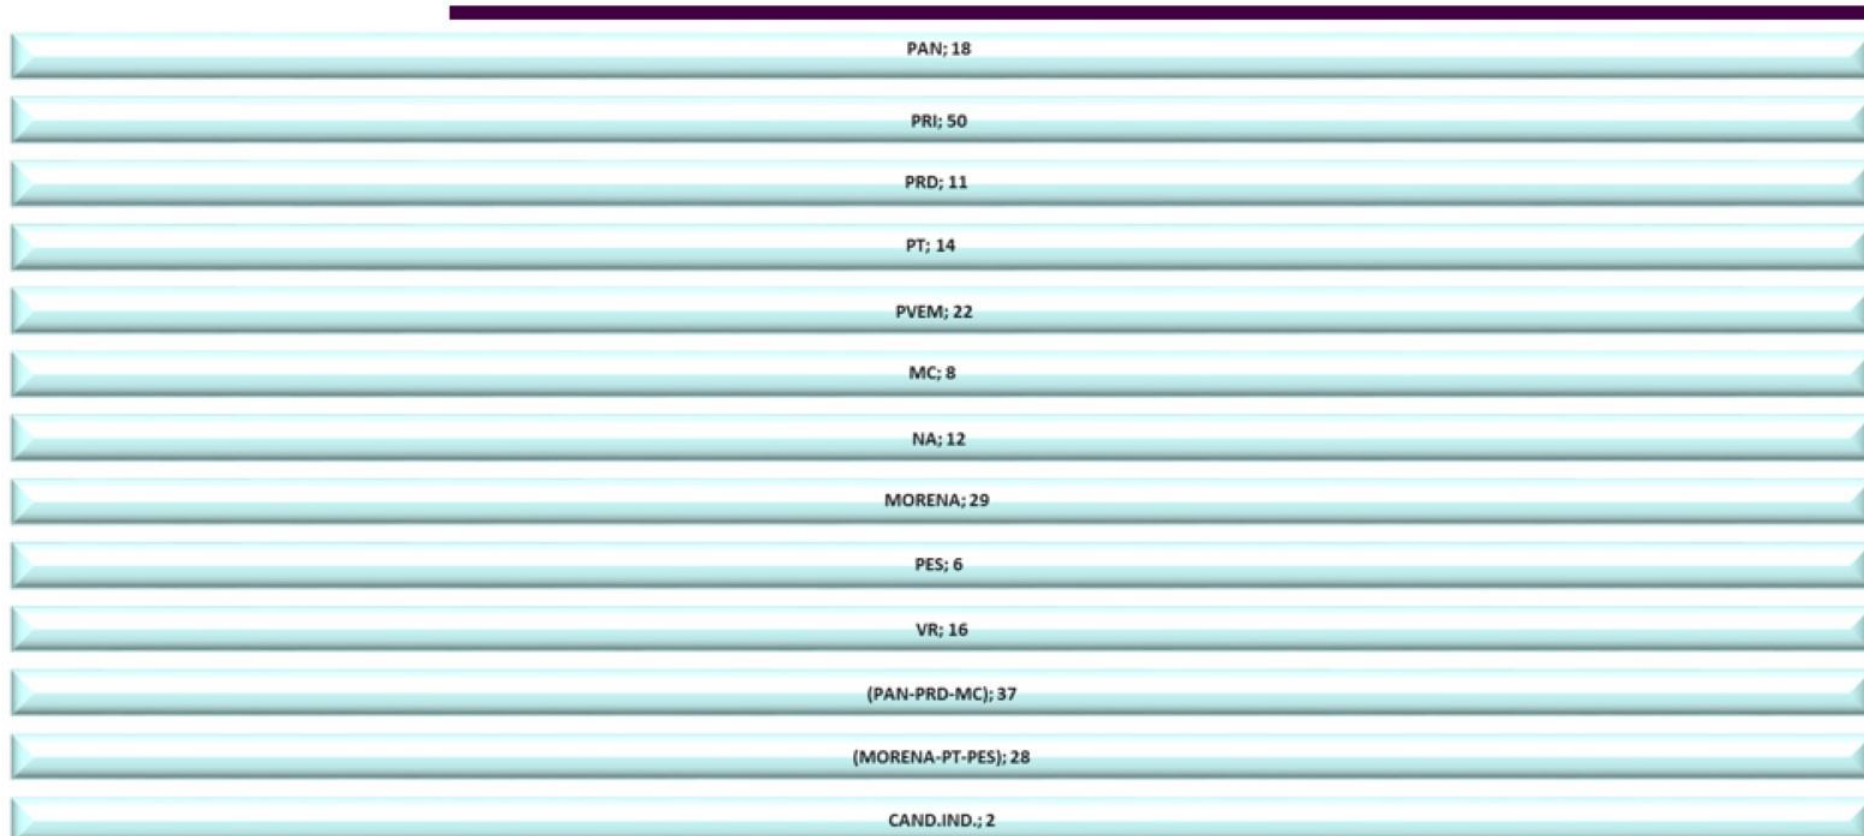 PAN; 18
PRI; 50
PRD; 11
PT; 14
PVEM; 22
MC; 8
NA; 12
MORENA; 29
PES; 6
VR; 16
(PAN-PRD-MC); 37
(MORENA-PT-PES); 28
CAND.IND.; 2